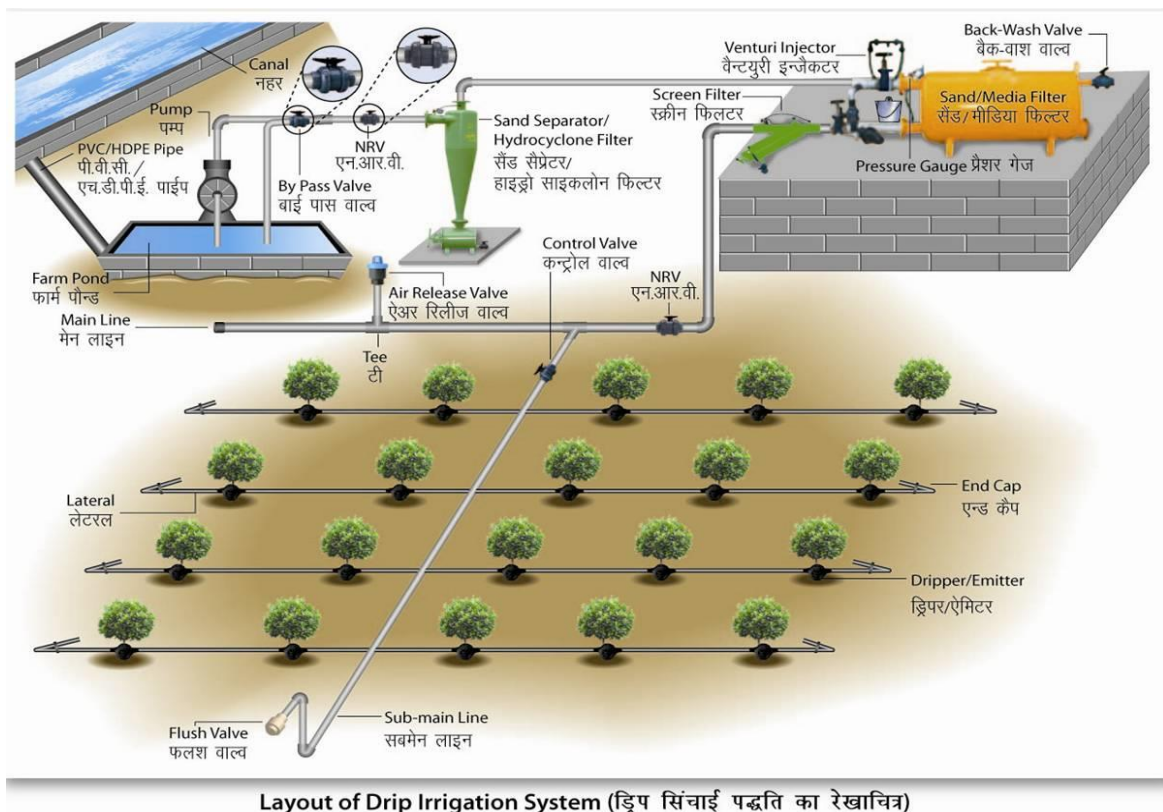 Canal
नहर
Pump
पम्प
PVC/HDPE Pipe
पी.वी.सी./
एच.डी.पी.ई. पाईप
By Pass Valve
बाई पास वाल्व
NRV
एन.आर.वी.
Sand Separator/
Hydrocyclone Filter
सैंड सैप्रेटर/
हाइड्रो साइकलोन फिल्टर
Venturi Injector
वैन्टयुरी इन्जैकटर
Screen Filter
स्क्रीन फिलटर
Back-Wash Valve
बैक-वाश वाल्व
Sand/Media Filter
सैंड/मीडिया फिल्टर
Pressure Gauge प्रैशर गेज
Farm Pond
फार्म पौन्ड
Main Line
मेन लाइन
Air Release Valve
ऐअर रिलीज वाल्व
Tee
टी
Control Valve
कन्ट्रोल वाल्व
NRV
एन.आर.वी.
Lateral
लेटरल
End Cap
एन्ड कैप
Dripper/Emitter
ड्रिपर/ऐमिटर
Sub-main Line
सबमेन लाइन
Flush Valve
फलश वाल्व
Layout of Drip Irrigation System (ड्रिप सिंचाई पद्धति का रेखाचित्र)